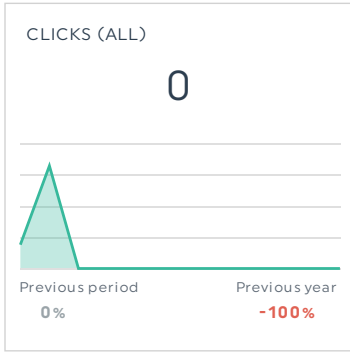 CLICKS (ALL)
0
Previous period
Previous year
0%
-100%